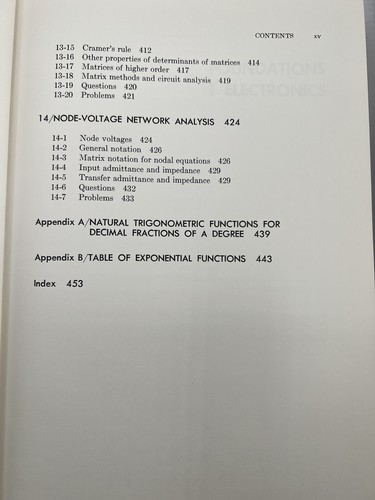 CONTENTS xv
13-15 Cramer's rule 412
13-16 Other properties of determinants of matrices 414
13-17 Matrices of higher order 417
13-18 Matrix methods and circuit analysis 419
13-19 Questions 420
13-20 Problems 421
14/NODE-VOLTAGE NETWORK ANALYSIS 424
14-1 Node voltages 424
14-2 General notation 426
14-3 Matrix notation for nodal equations 426
14-4 Input admittance and impedance 429
14-5 Transfer admittance and impedance 429
14-6 Questions 432
14-7 Problems 433
Appendix A/NATURAL TRIGONOMETRIC FUNCTIONS FOR
DECIMAL FRACTIONS OF A DEGREE 439
Appendix B/TABLE OF EXPONENTIAL FUNCTIONS 443
Index 453